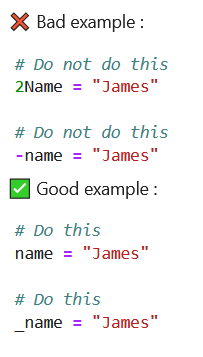 ❌ Bad example :
# Do not do this
2Name = "James"
# Do not do this
-name = "James"
✅ Good example :
# Do this
name = "James"
# Do this
_name = "James"